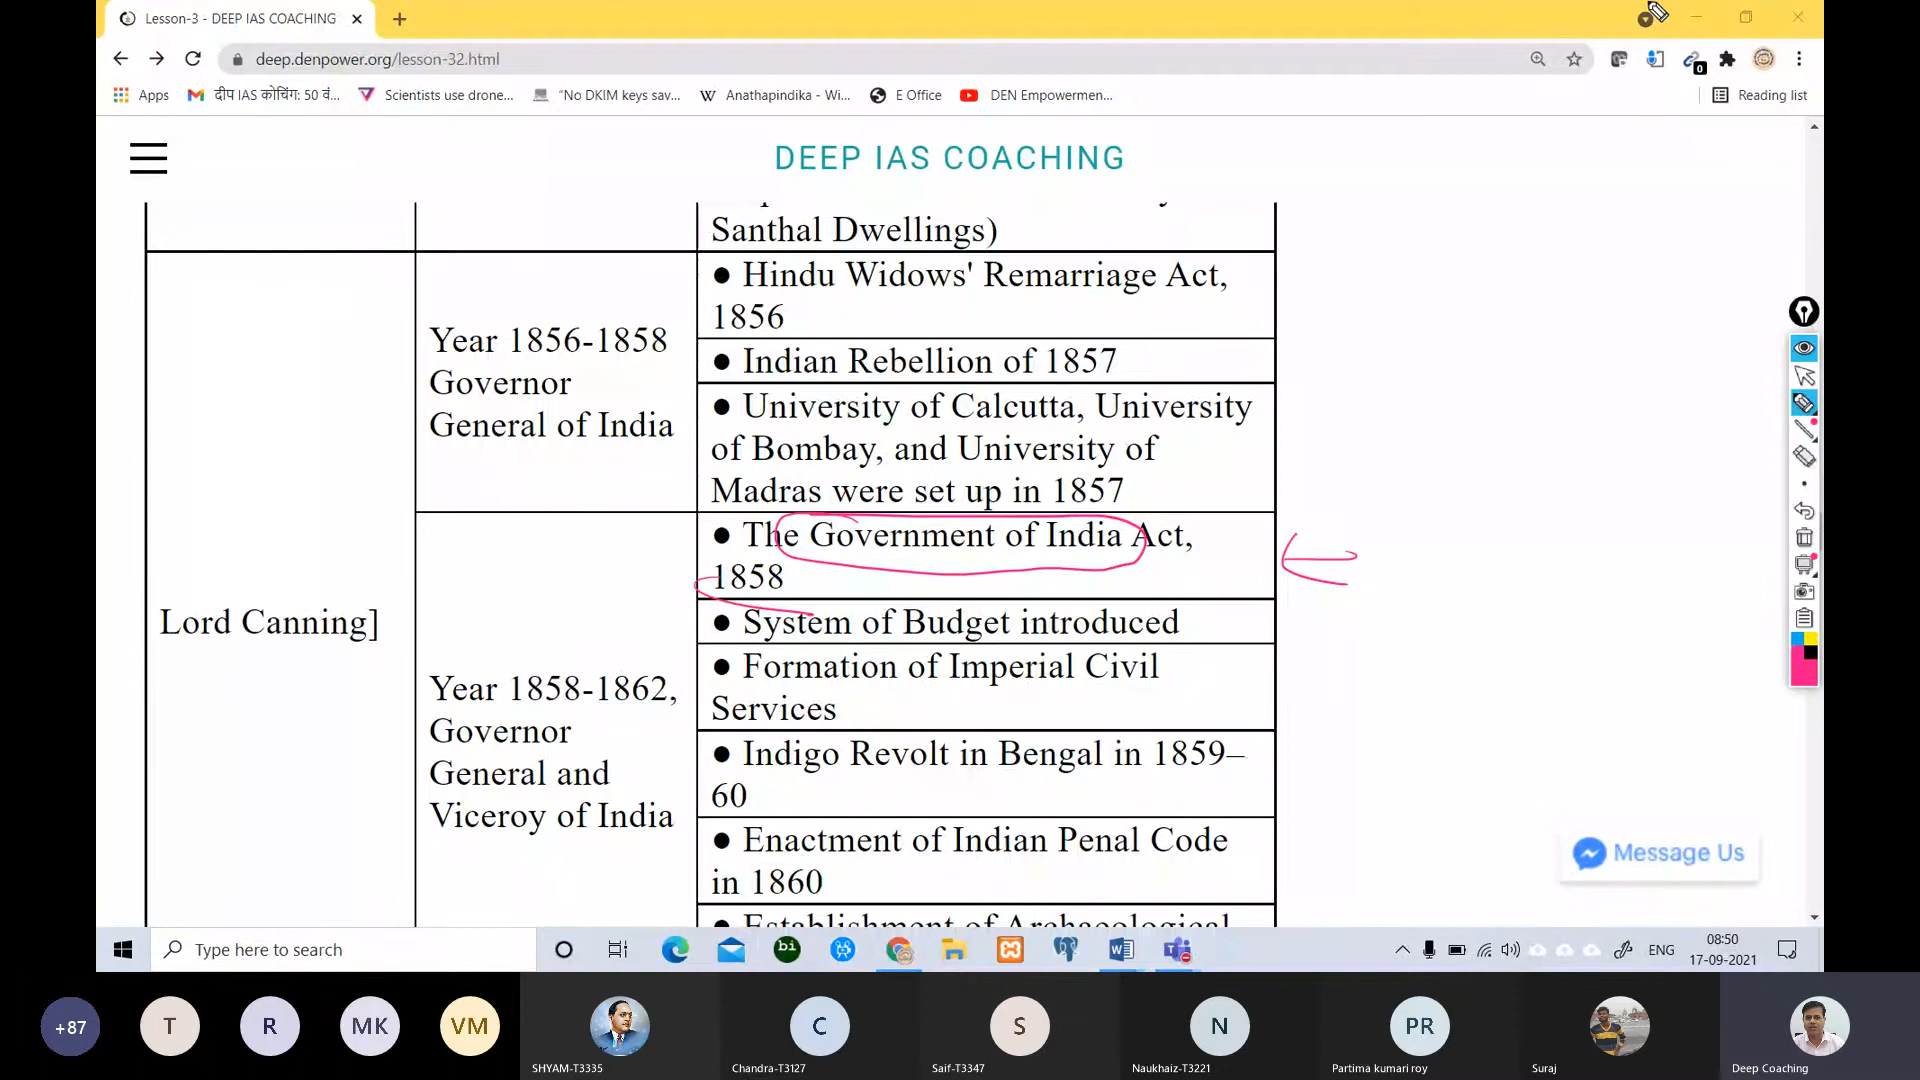 Lesson-3 - DEEP IAS COACHING
deep.denpower.org/lesson-32.html
0
Apps
दीप IAS कोचिंग: 50 वं...
Scientists use drone...
"No DKIM keys sav...
W Anathapindika - Wi...
E Office
DEN Empowermen...
Reading list
DEEP IAS COACHING
Santhal Dwellings)
Lord Canning]
Year 1856-1858
Governor
General of India
● Hindu Widows' Remarriage Act,
1856
● Indian Rebellion of 1857
● University of Calcutta, University
of Bombay, and University of
Madras were set up in 1857
Year 1858-1862,
Governor
General and
Viceroy of India
● The Government of India Act,
1858
● System of Budget introduced
● Formation of Imperial Civil
Services
● Indigo Revolt in Bengal in 1859–
60
● Enactment of Indian Penal Code
in 1860
● Establishment of Archaeological
Message Us
Type here to search
bi
ENG
08:50
17-09-2021
+87
T
R
MK
VM
SHYAM-T3335
C
Chandra-T3127
S
Saif-T3347
N
Naukhaiz-T3221
PR
Partima kumari roy
Suraj
Deep Coaching